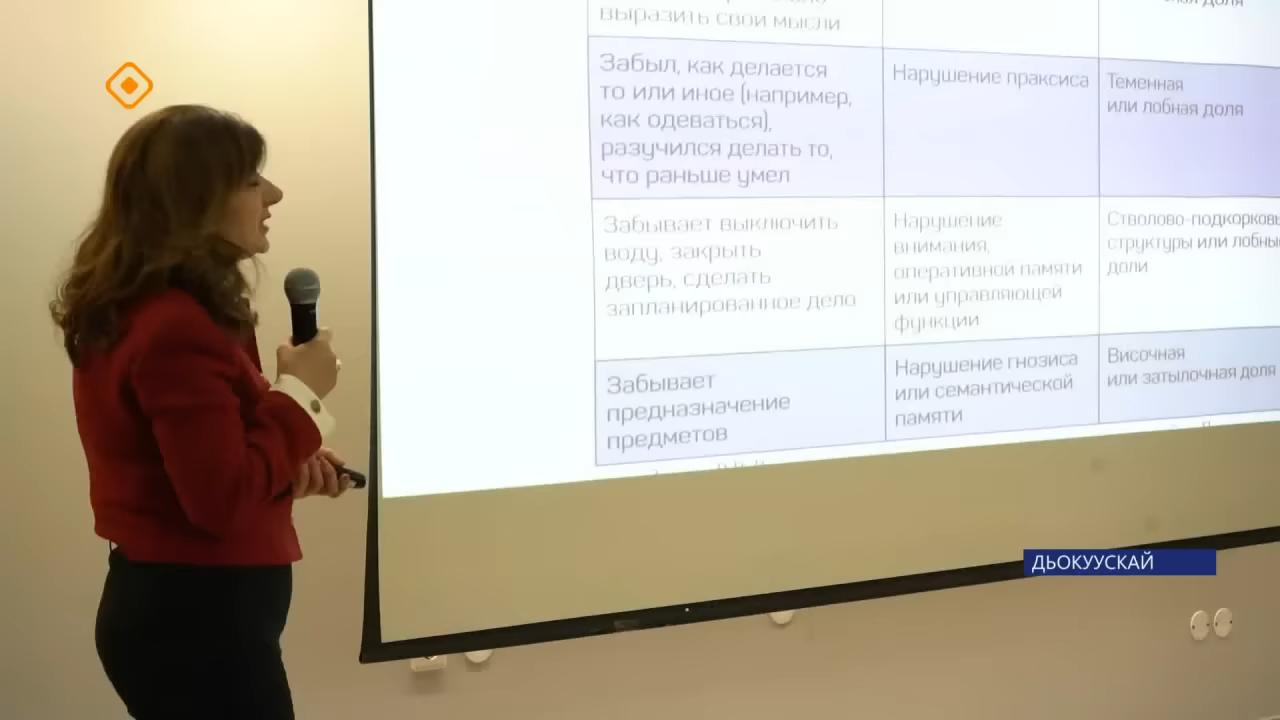 выразить свои мысли
Забыл, как делается
то или иное (например,
как одеваться),
разучился делать то,
что раньше умел
Нарушение праксиса
Теменная
или лобная доля
Забывает выключить
воду, закрыть
дверь, сделать
запланированное дело
Нарушение
внимания,
оперативной памяти
или управляющей
функции
Стволово-подкорковы
структуры или лобны
доли
Забывает
предназначение
предметов
Нарушение гнозиса
или семантической
памяти
Височная
или затылочная доля
ДЬОКУУСКАЙ